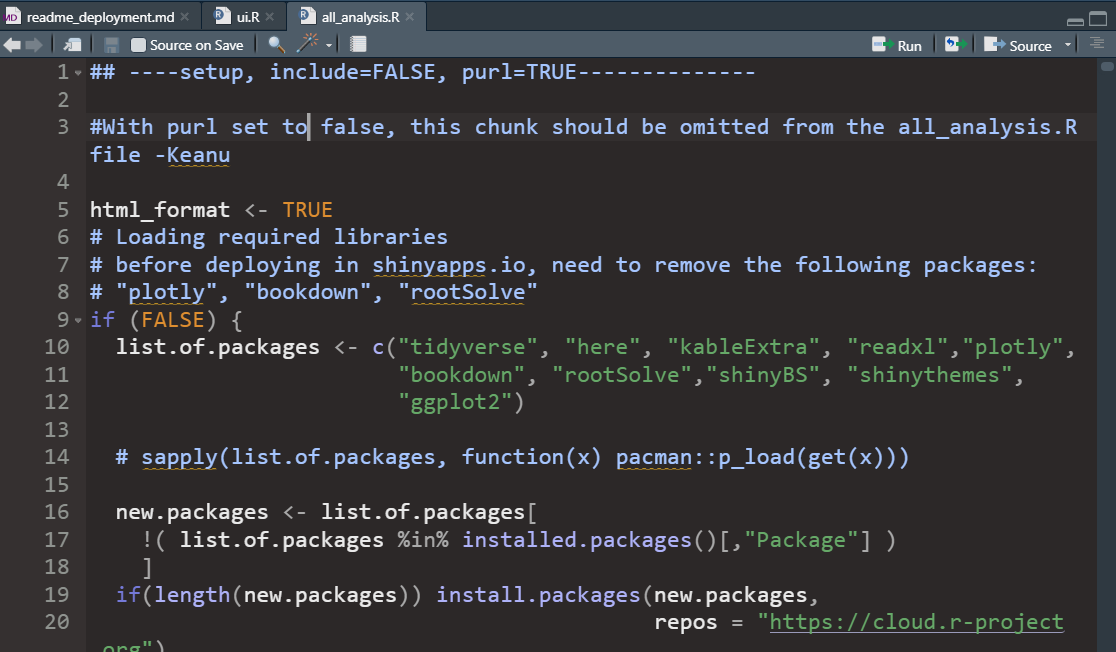 readme_deployment.md
ui.R
all_analysis.R
Source on Save
Run
Source
1 ## ----setup, include=FALSE, purl=TRUE--------------
2
3 #With purl set to false, this chunk should be omitted from the all_analysis.R
file -Keanu
4
5 html_format <- TRUE
6 # Loading required libraries
7 # before deploying in shinyapps.io, need to remove the following packages:
8 # "plotly", "bookdown", "rootSolve"
9 if (FALSE) {
10 list.of.packages <- c("tidyverse", "here", "kableExtra", "readxl","plotly",
11 "bookdown", "rootSolve","shinyBS", "shinythemes",
12 "ggplot2")
13
14 # sapply(list.of.packages, function(x) pacman::p_load(get(x)))
15
16 new.packages <- list.of.packages[
17 !( list.of.packages %in% installed.packages()[,"Package"] )
18 ]
19 if(length(new.packages)) install.packages(new.packages,
20 repos = "https://cloud.r-project
org")